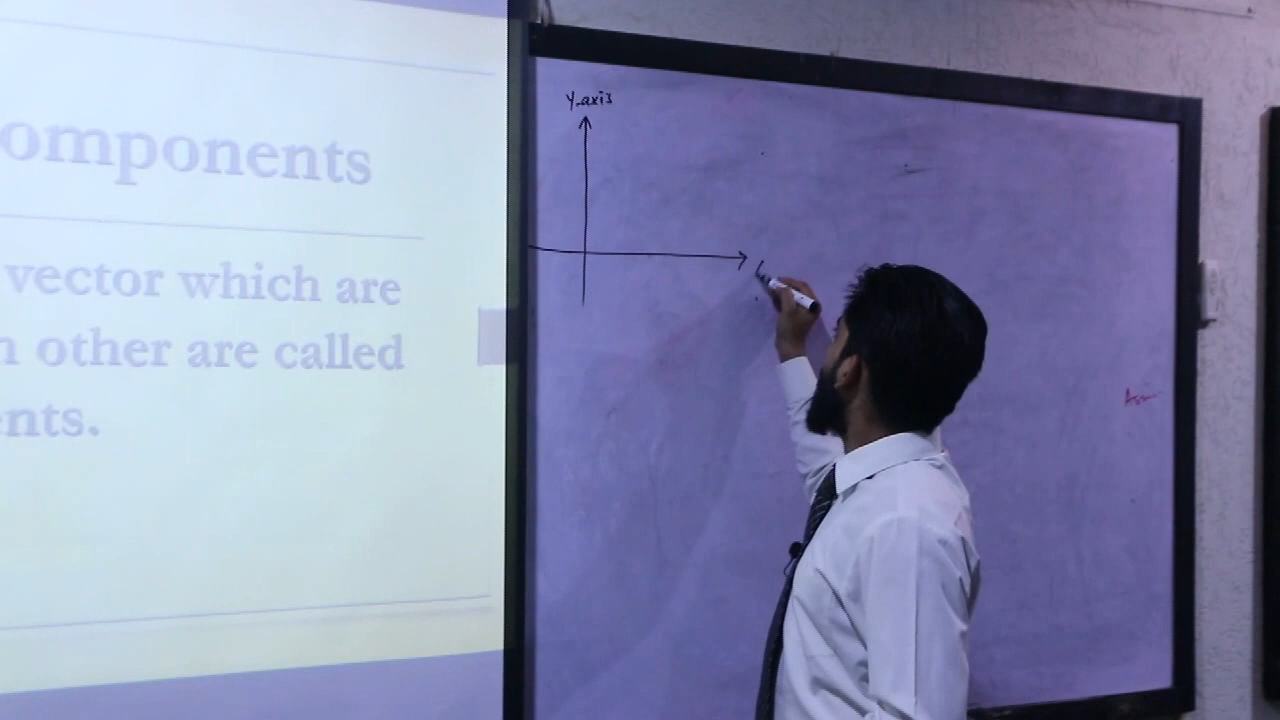 omponents
vector which are
other are called
ents.
Y-axis